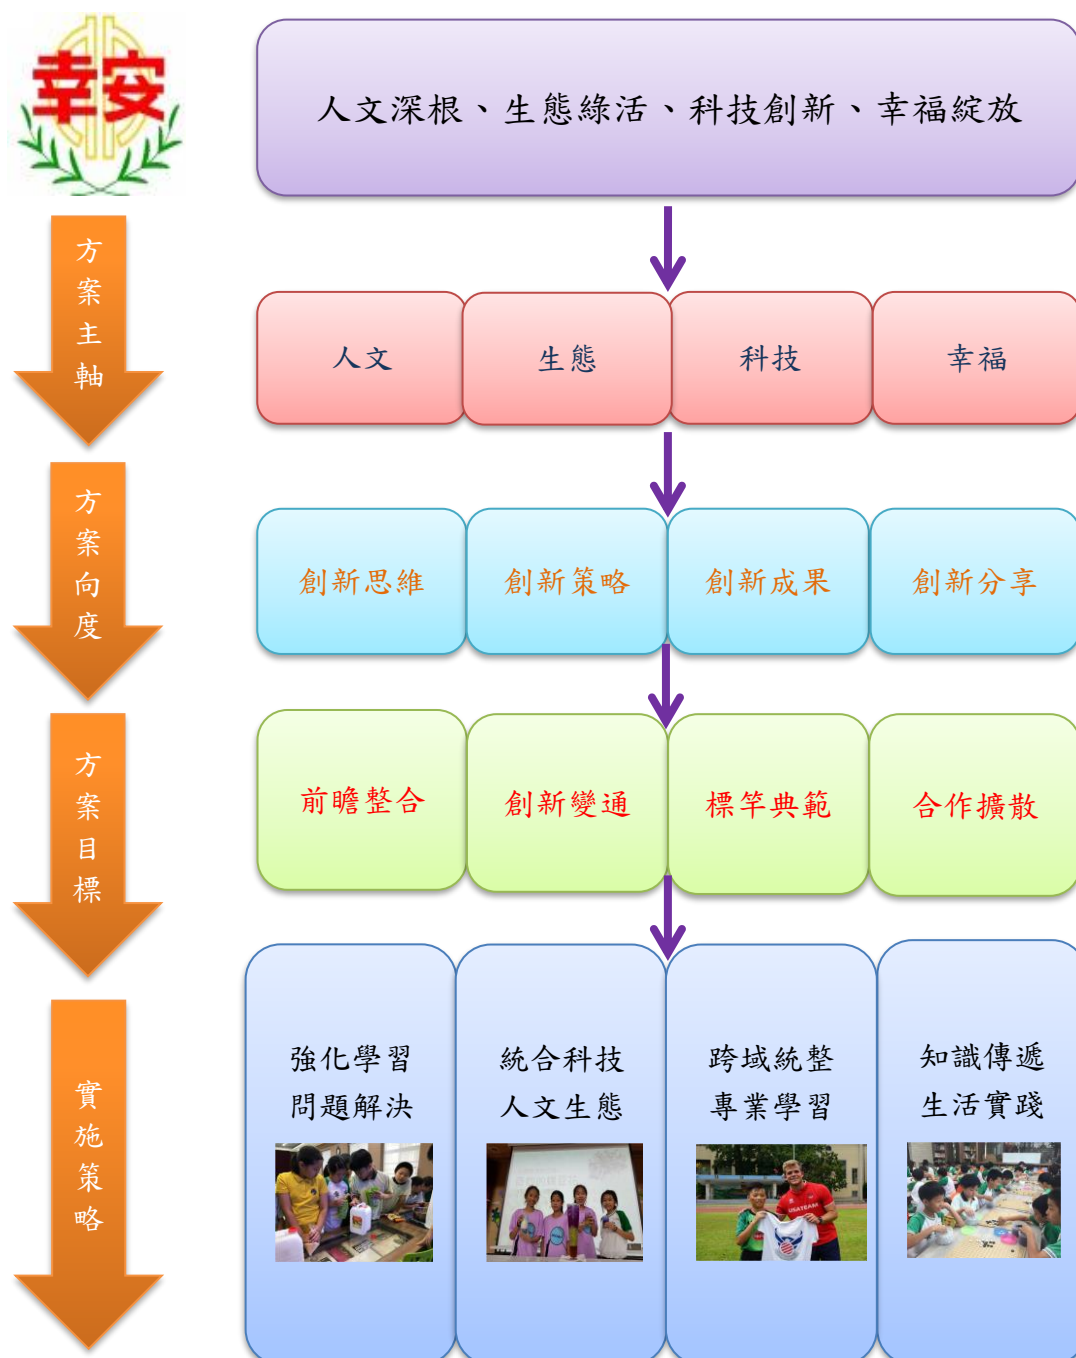 幸安
人文深根、生態綠活、科技創新、幸福綻放
方案主軸
人文
生態
科技
幸福
方案向度
創新思維
創新策略
創新成果
創新分享
方案目標
前瞻整合
創新變通
標竿典範
合作擴散
實施策略
強化學習
問題解決
統合科技
人文生態
跨域統整
專業學習
知識傳遞
生活實踐
USATEAM